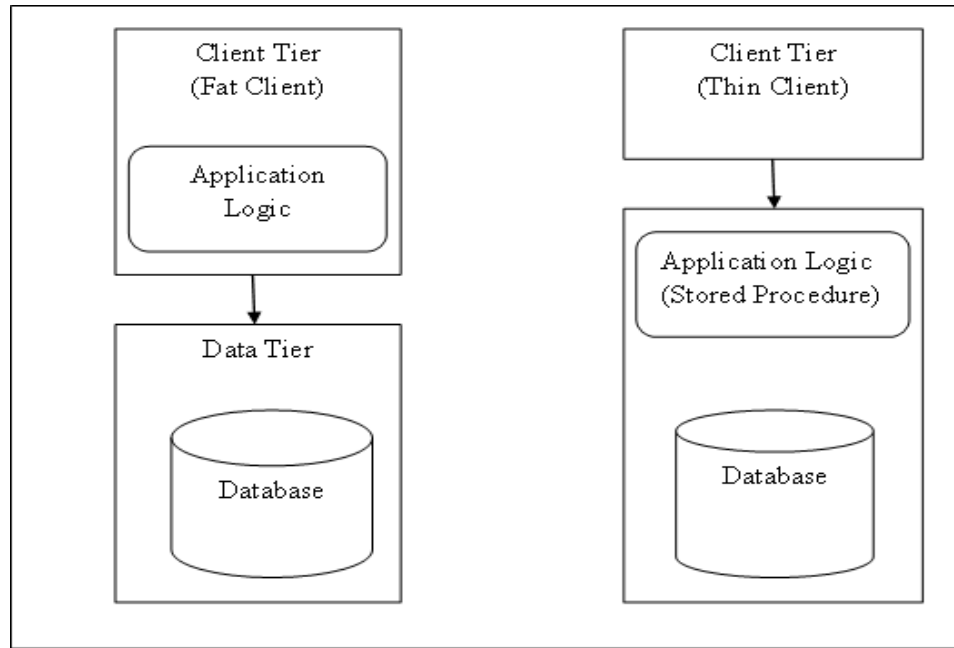 Client Tier
(Fat Client)
Application
Logic
Data Tier
Database
Client Tier
(Thin Client)
Application Logic
(Stored Procedure)
Database